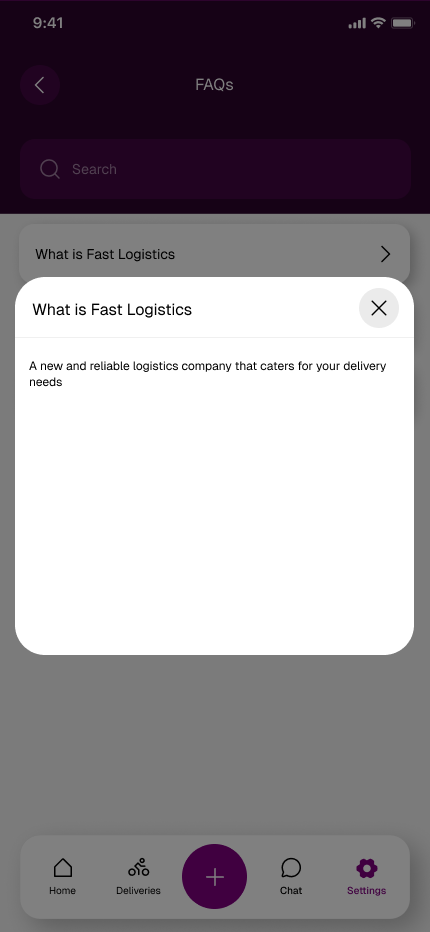 9:41
FAQs
Search
What is Fast Logistics
What is Fast Logistics
A new and reliable logistics company that caters for your delivery
needs
Home
Deliveries
Chat
Settings